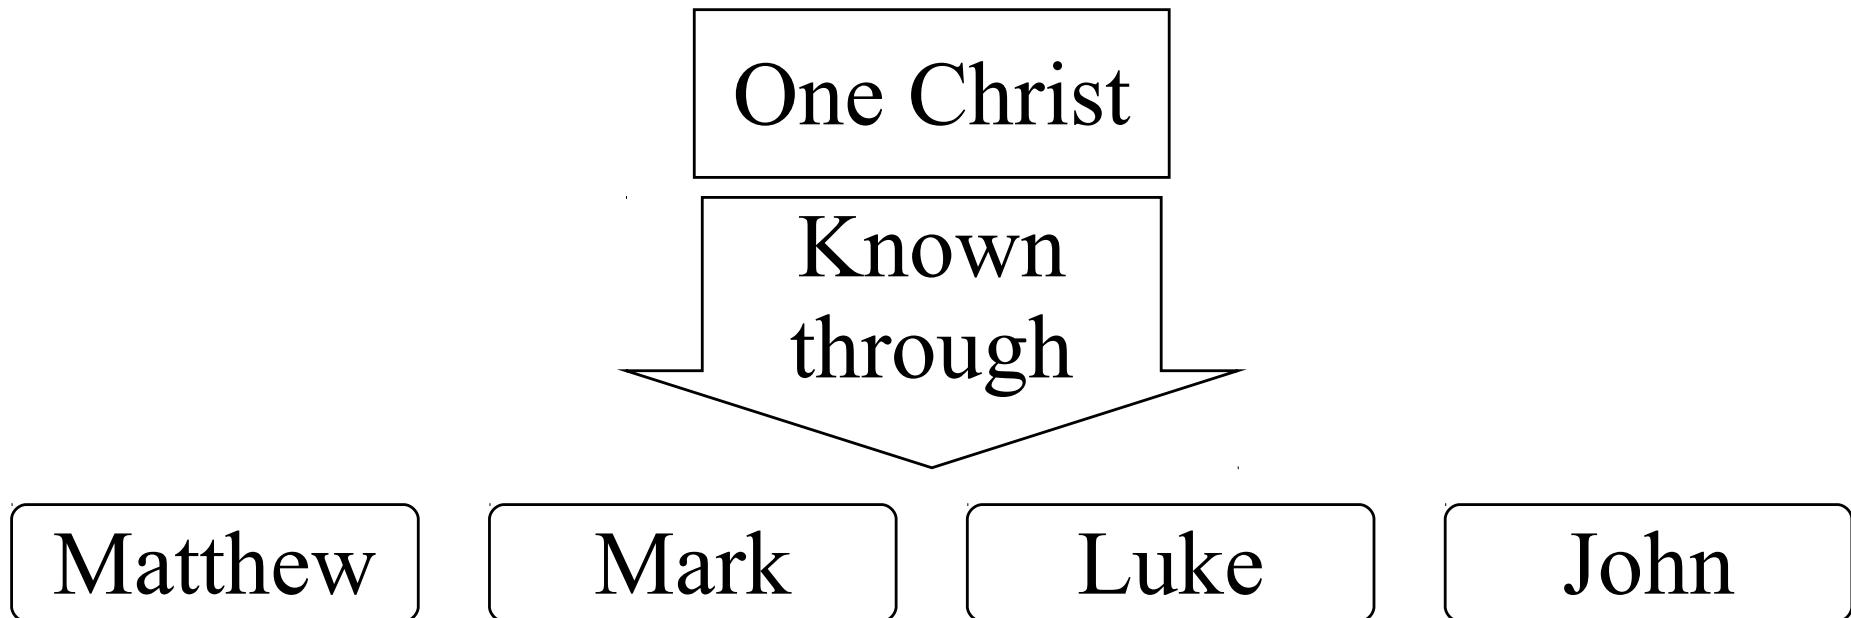 One Christ
Known
through
Matthew
Mark
Luke
John